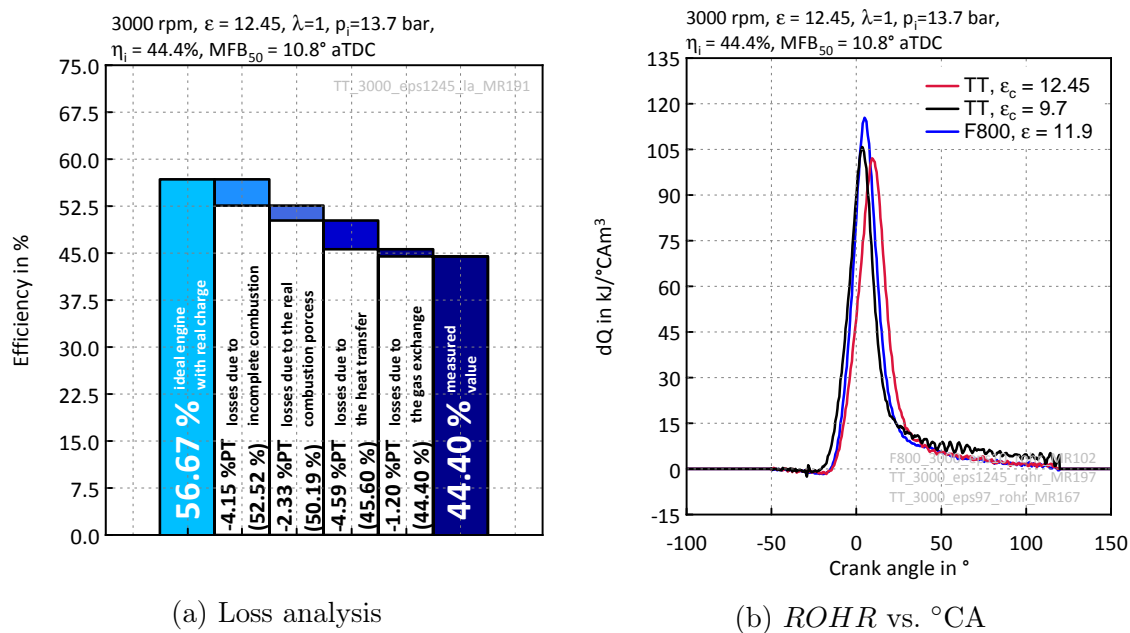 3000 rpm, ε = 12.45, λ=1, pi=13.7 bar,
ηi = 44.4%, MFB50 = 10.8° aTDC
75.0
67.5
60.0
52.5
45.0
37.5
30.0
22.5
15.0
7.5
0.0
Efficiency in %
TT_3000_eps1245_la_MR191
56.67 %
ideal engine
with real charge
-4.15 %PT
losses due to
incomplete combustion
(52.52 %)
-2.33 %PT
losses due to the real
combustion porcess
(50.19 %)
-4.59 %PT
losses due to
the heat transfer
(45.60 %)
-1.20 %PT
losses due to
the gas exchange
(44.40 %)
44.40 %
measured
value
(a) Loss analysis
3000 rpm, ε = 12.45, λ=1, pi=13.7 bar,
ηi = 44.4%, MFB50 = 10.8° aTDC
135
120
105
90
75
60
45
30
15
0
-15
dQ in kJ/°CAm³
TT, εc = 12.45
TT, εc = 9.7
F800, ε = 11.9
TT_3000_eps1245_rohr_MR197
TT_3000_eps97_rohr_MR167
-100
-50
0
50
100
150
Crank angle in °
(b) ROHR vs. °CA